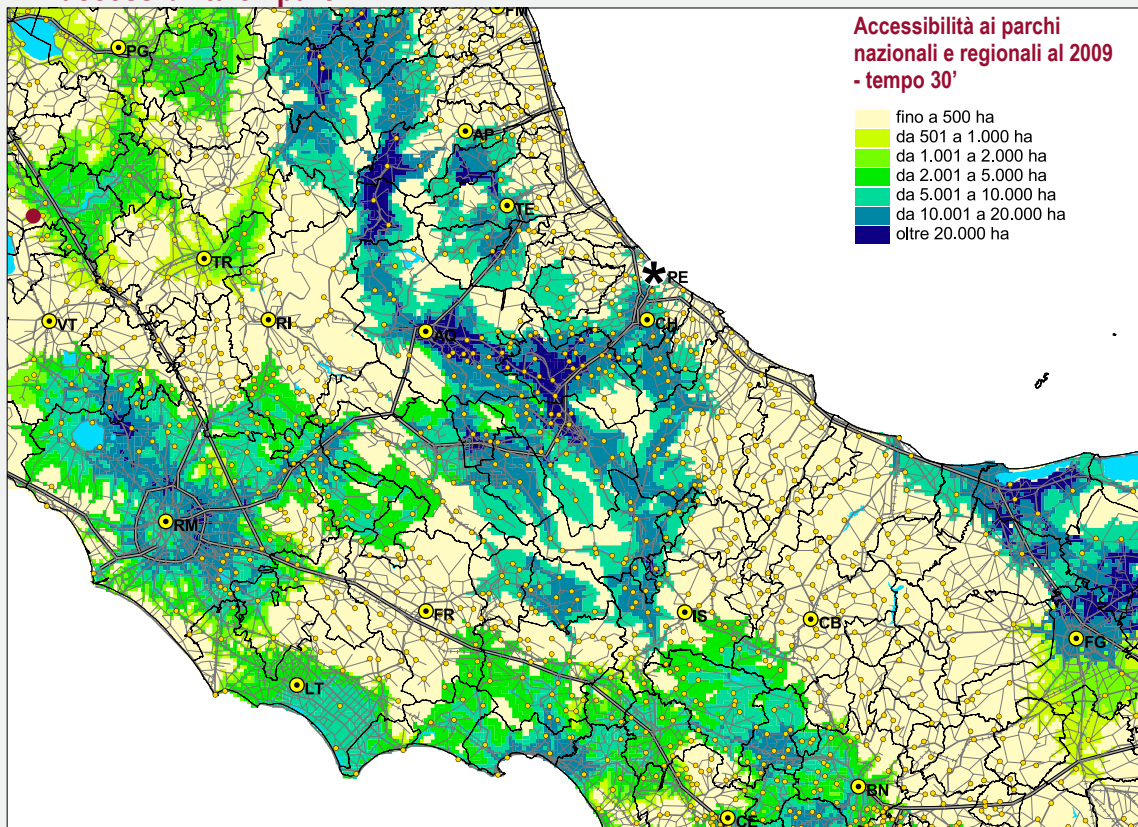 Accessibilità ai parchi
nazionali e regionali al 2009
- tempo 30'
fino a 500 ha
da 501 a 1.000 ha
da 1.001 a 2.000 ha
da 2.001 a 5.000 ha
da 5.001 a 10.000 ha
da 10.001 a 20.000 ha
oltre 20.000 ha
FM
PG
AP
TE
TR
PE
VT
RI
AQ
CH
RM
FR
IS
CB
FG
LT
BN
CE